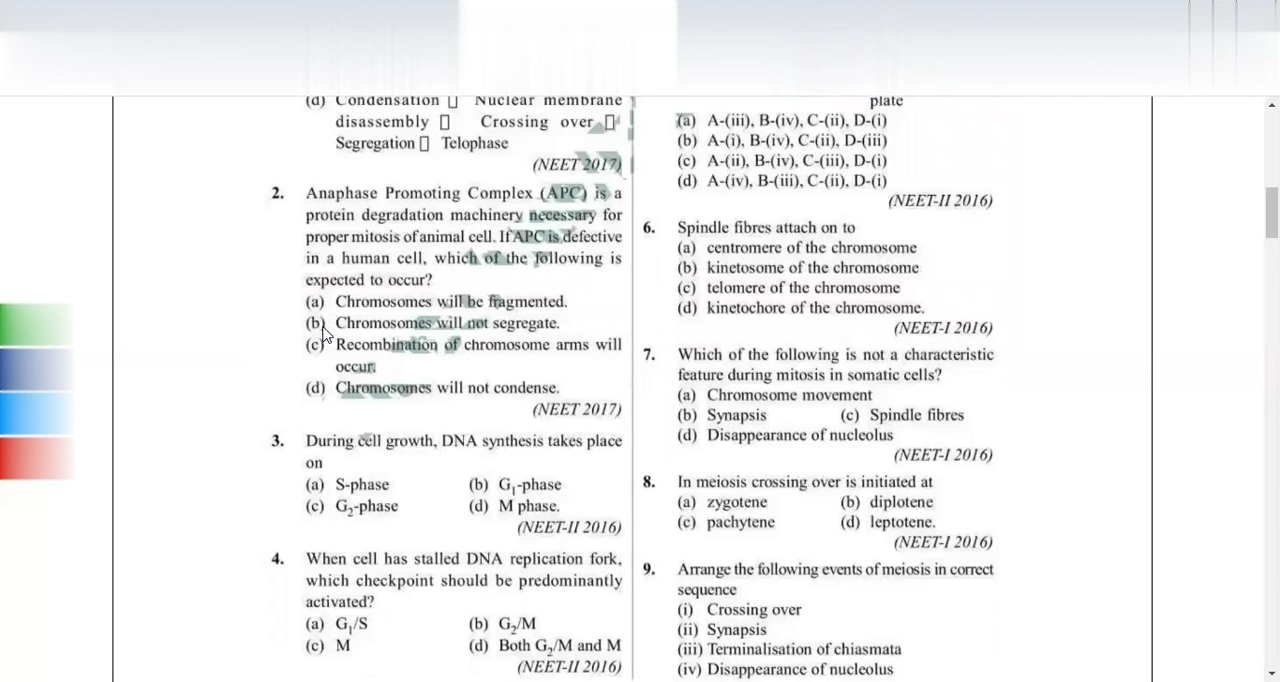 (d) Condensation Nuclear membrane
disassembly Crossing over
Segregation Telophase
(NEET 2017)
2. Anaphase Promoting Complex (APC) is a
protein degradation machinery necessary for
proper mitosis of animal cell. If APC is defective
in a human cell, which of the following is
expected to occur?
(a) Chromosomes will be fragmented.
(b) Chromosomes will not segregate.
(c) Recombination of chromosome arms will
occur.
(d) Chromosomes will not condense.
(NEET 2017)
3. During cell growth, DNA synthesis takes place
on
(a) S-phase (b) G₁-phase
(c) G₂-phase (d) M phase.
(NEET-II 2016)
4. When cell has stalled DNA replication fork,
which checkpoint should be predominantly
activated?
(a) G₁/S (b) G₂/M
(c) M (d) Both G₂/M and M
(NEET-II 2016)
plate
(a) A-(iii), B-(iv), C-(ii), D-(i)
(b) A-(i), B-(iv), C-(ii), D-(iii)
(c) A-(ii), B-(iv), C-(iii), D-(i)
(d) A-(iv), B-(iii), C-(ii), D-(i)
(NEET-II 2016)
6. Spindle fibres attach on to
(a) centromere of the chromosome
(b) kinetosome of the chromosome
(c) telomere of the chromosome
(d) kinetochore of the chromosome.
(NEET-I 2016)
7. Which of the following is not a characteristic
feature during mitosis in somatic cells?
(a) Chromosome movement
(b) Synapsis (c) Spindle fibres
(d) Disappearance of nucleolus
(NEET-I 2016)
8. In meiosis crossing over is initiated at
(a) zygotene (b) diplotene
(c) pachytene (d) leptotene.
(NEET-I 2016)
9. Arrange the following events of meiosis in correct
sequence
(i) Crossing over
(ii) Synapsis
(iii) Terminalisation of chiasmata
(iv) Disappearance of nucleolus